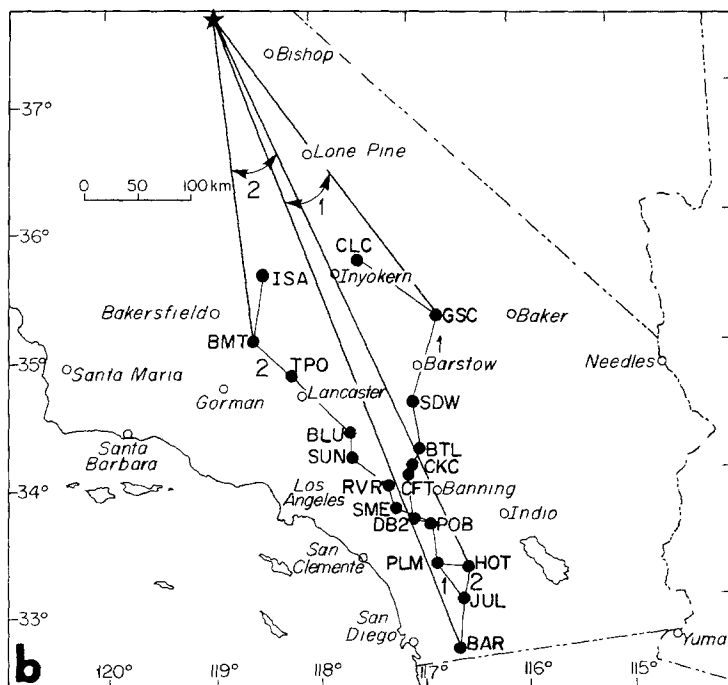 Bishop
37°
Lone Pine
2
1
0 50 100 km
36°
CLC
Inyokern
ISA
Bakersfield
GSC
Baker
BMT
1
TPO
35°
Santa Maria
2
Barstow
Needles
Gorman
Lancaster
SDW
BLU
BTL
Santa Barbara
SUN
CKC
34°
Los Angeles
RVR
CFT
Banning
SME
DB2
POB
Indio
San Clemente
PLM
HOT
1
2
JUL
33°
San Diego
BAR
Yuma
b
120° 119° 118° 117° 116° 115°